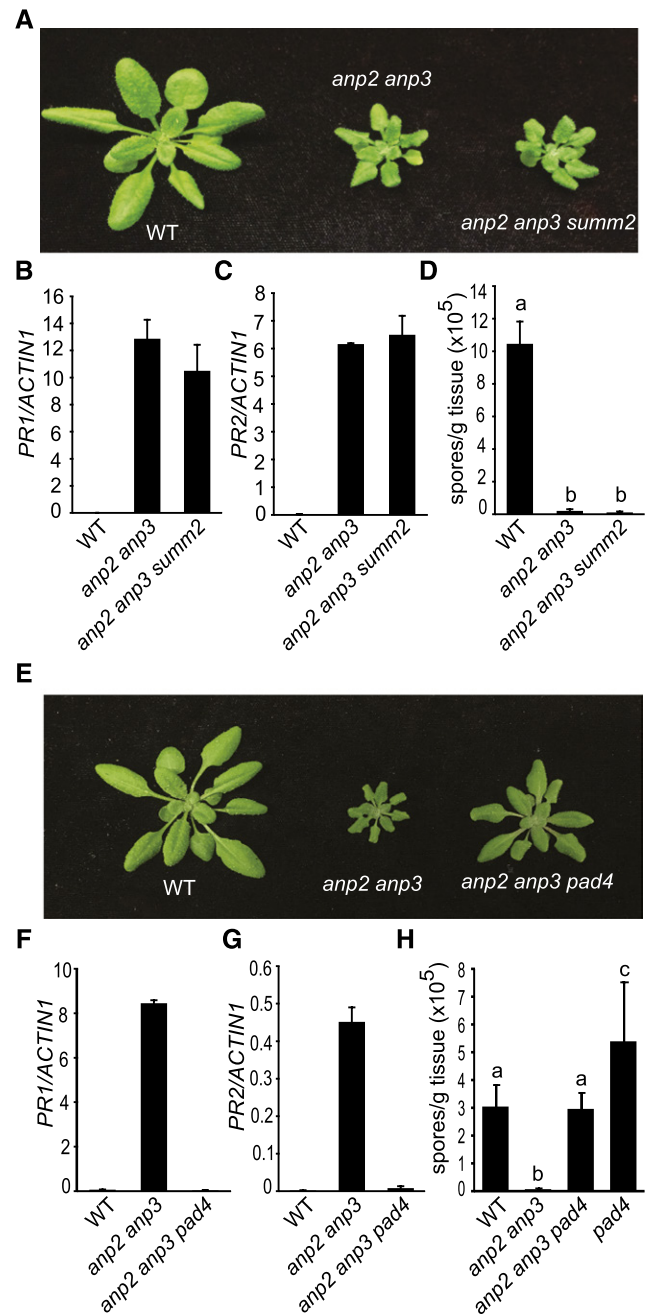 A
anp2 anp3
WT
anp2 anp3 summ2
B
PR1/ACTIN1
16
14
12
10
8
6
4
2
0
WT
anp2 anp3
anp2 anp3 summ2
C
PR2/ACTIN1
8
7
6
5
4
3
2
1
0
WT
anp2 anp3
anp2 anp3 summ2
D
spores/g tissue (x10⁵)
14
12
10
8
6
4
2
0
a
b
b
WT
anp2 anp3
anp2 anp3 summ2
E
WT
anp2 anp3
anp2 anp3 pad4
F
PR1/ACTIN1
10
8
6
4
2
0
WT
anp2 anp3
anp2 anp3 pad4
G
PR2/ACTIN1
0.6
0.5
0.4
0.3
0.2
0.1
0
WT
anp2 anp3
anp2 anp3 pad4
H
spores/g tissue (x10⁵)
8
7
6
5
4
3
2
1
0
a
b
a
c
WT
anp2 anp3
anp2 anp3 pad4
pad4